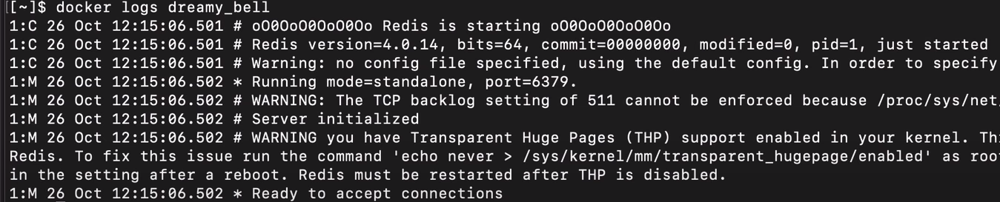 [[~]$ docker logs dreamy_bell
1:C 26 Oct 12:15:06.501 # oO0OoO0OoO0Oo Redis is starting oO0OoO0OoO0Oo
1:C 26 Oct 12:15:06.501 # Redis version=4.0.14, bits=64, commit=00000000, modified=0, pid=1, just started
1:C 26 Oct 12:15:06.501 # Warning: no config file specified, using the default config. In order to specify
1:M 26 Oct 12:15:06.502 * Running mode=standalone, port=6379.
1:M 26 Oct 12:15:06.502 # WARNING: The TCP backlog setting of 511 cannot be enforced because /proc/sys/net
1:M 26 Oct 12:15:06.502 # Server initialized
1:M 26 Oct 12:15:06.502 # WARNING you have Transparent Huge Pages (THP) support enabled in your kernel.
Redis. To fix this issue run the command 'echo never > /sys/kernel/mm/transparent_hugepage/enabled' as
in the setting after a reboot. Redis must be restarted after THP is disabled.
1:M 26 Oct 12:15:06.502 * Ready to accept connections